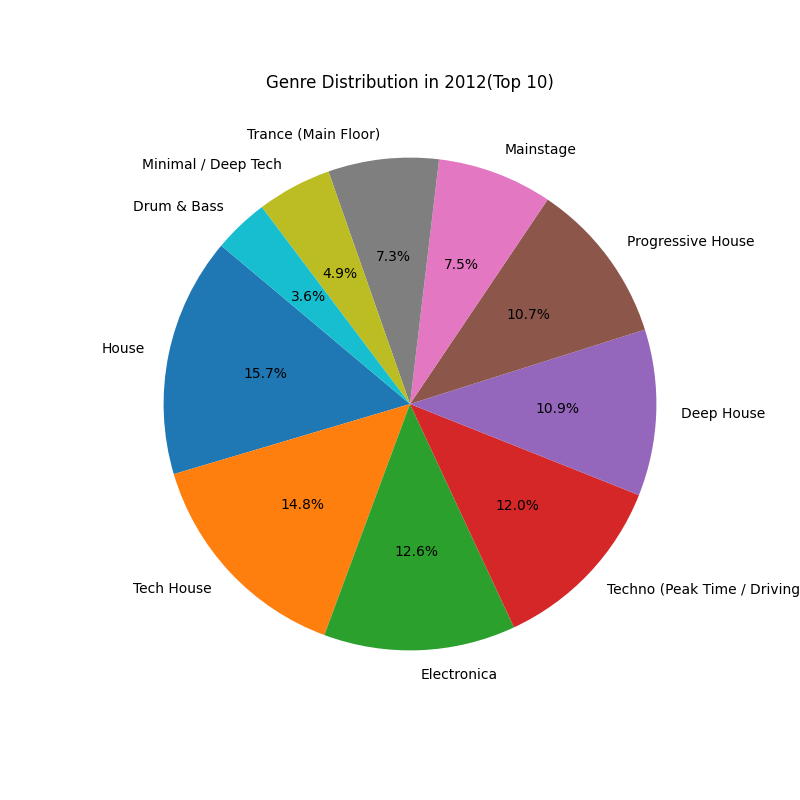 Genre Distribution in 2012(Top 10)
Trance (Main Floor)
Mainstage
Minimal / Deep Tech
Drum & Bass
Progressive House
7.3%
7.5%
4.9%
3.6%
10.7%
House
15.7%
10.9%
Deep House
14.8%
12.0%
12.6%
Tech House
Techno (Peak Time / Driving
Electronica